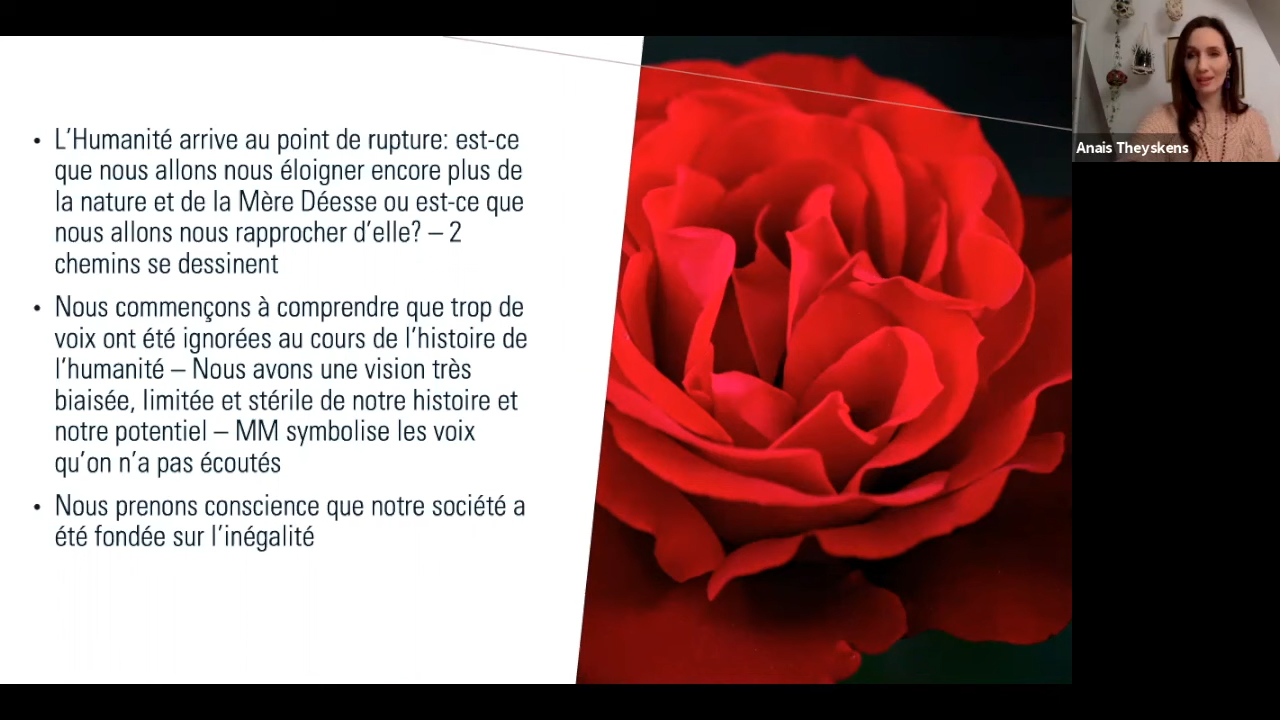 • L’Humanité arrive au point de rupture: est-ce
que nous allons nous éloigner encore plus de
la nature et de la Mère Déesse ou est-ce que
nous allons nous rapprocher d’elle? – 2
chemins se dessinent
• Nous commençons à comprendre que trop de
voix ont été ignorées au cours de l’histoire de
l’humanité – Nous avons une vision très
biaisée, limitée et stérile de notre histoire et
notre potentiel – MM symbolise les voix
qu’on n’a pas écoutés
• Nous prenons conscience que notre société a
été fondée sur l’inégalité
Anais Theyskens